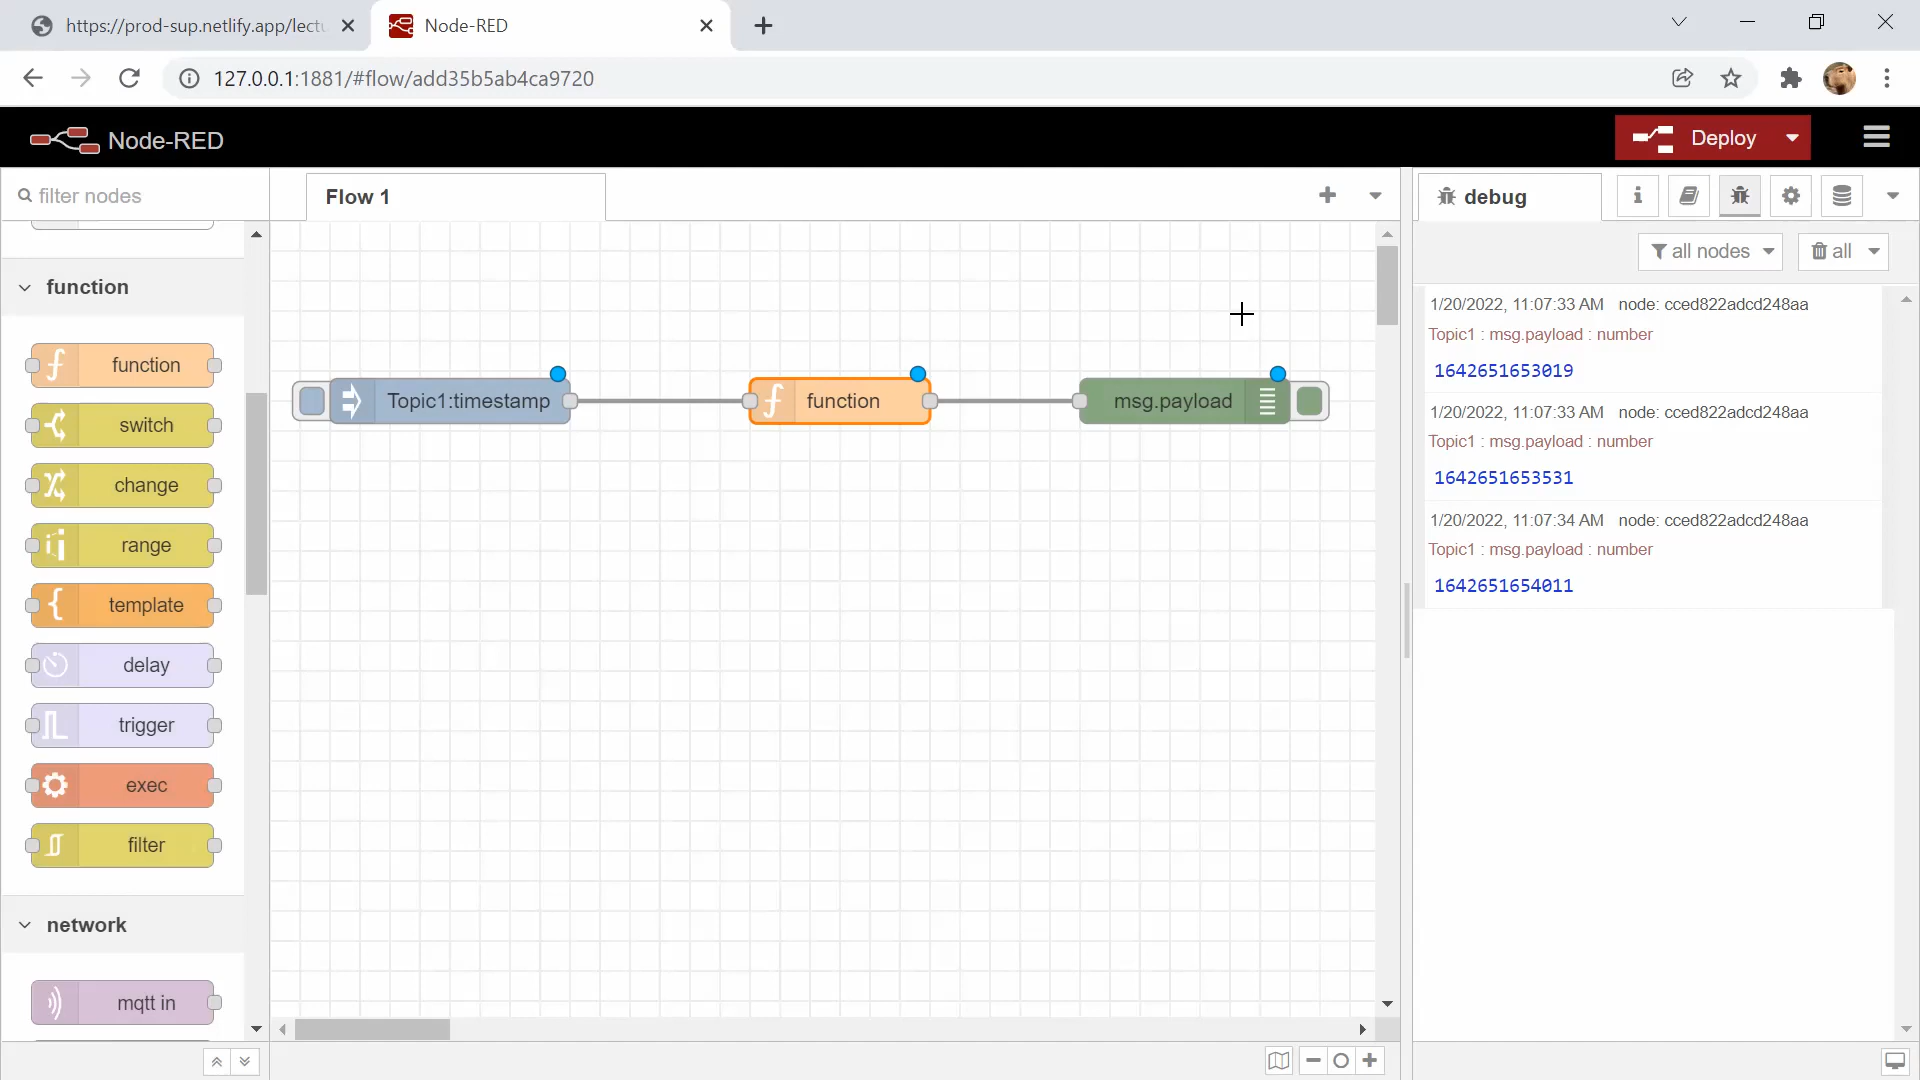 https://prod-sup.netlify.app/lectu
Node-RED
127.0.0.1:1881/#flow/add35b5ab4ca9720
Node-RED
Deploy
filter nodes
Flow 1
debug
all nodes
all
function
function
switch
change
range
template
delay
trigger
exec
filter
network
mqtt in
Topic1:timestamp
function
msg.payload
1/20/2022, 11:07:33 AM node: cced822adcd248aa
Topic1 : msg.payload : number
1642651653019
1/20/2022, 11:07:33 AM node: cced822adcd248aa
Topic1 : msg.payload : number
1642651653531
1/20/2022, 11:07:34 AM node: cced822adcd248aa
Topic1 : msg.payload : number
1642651654011